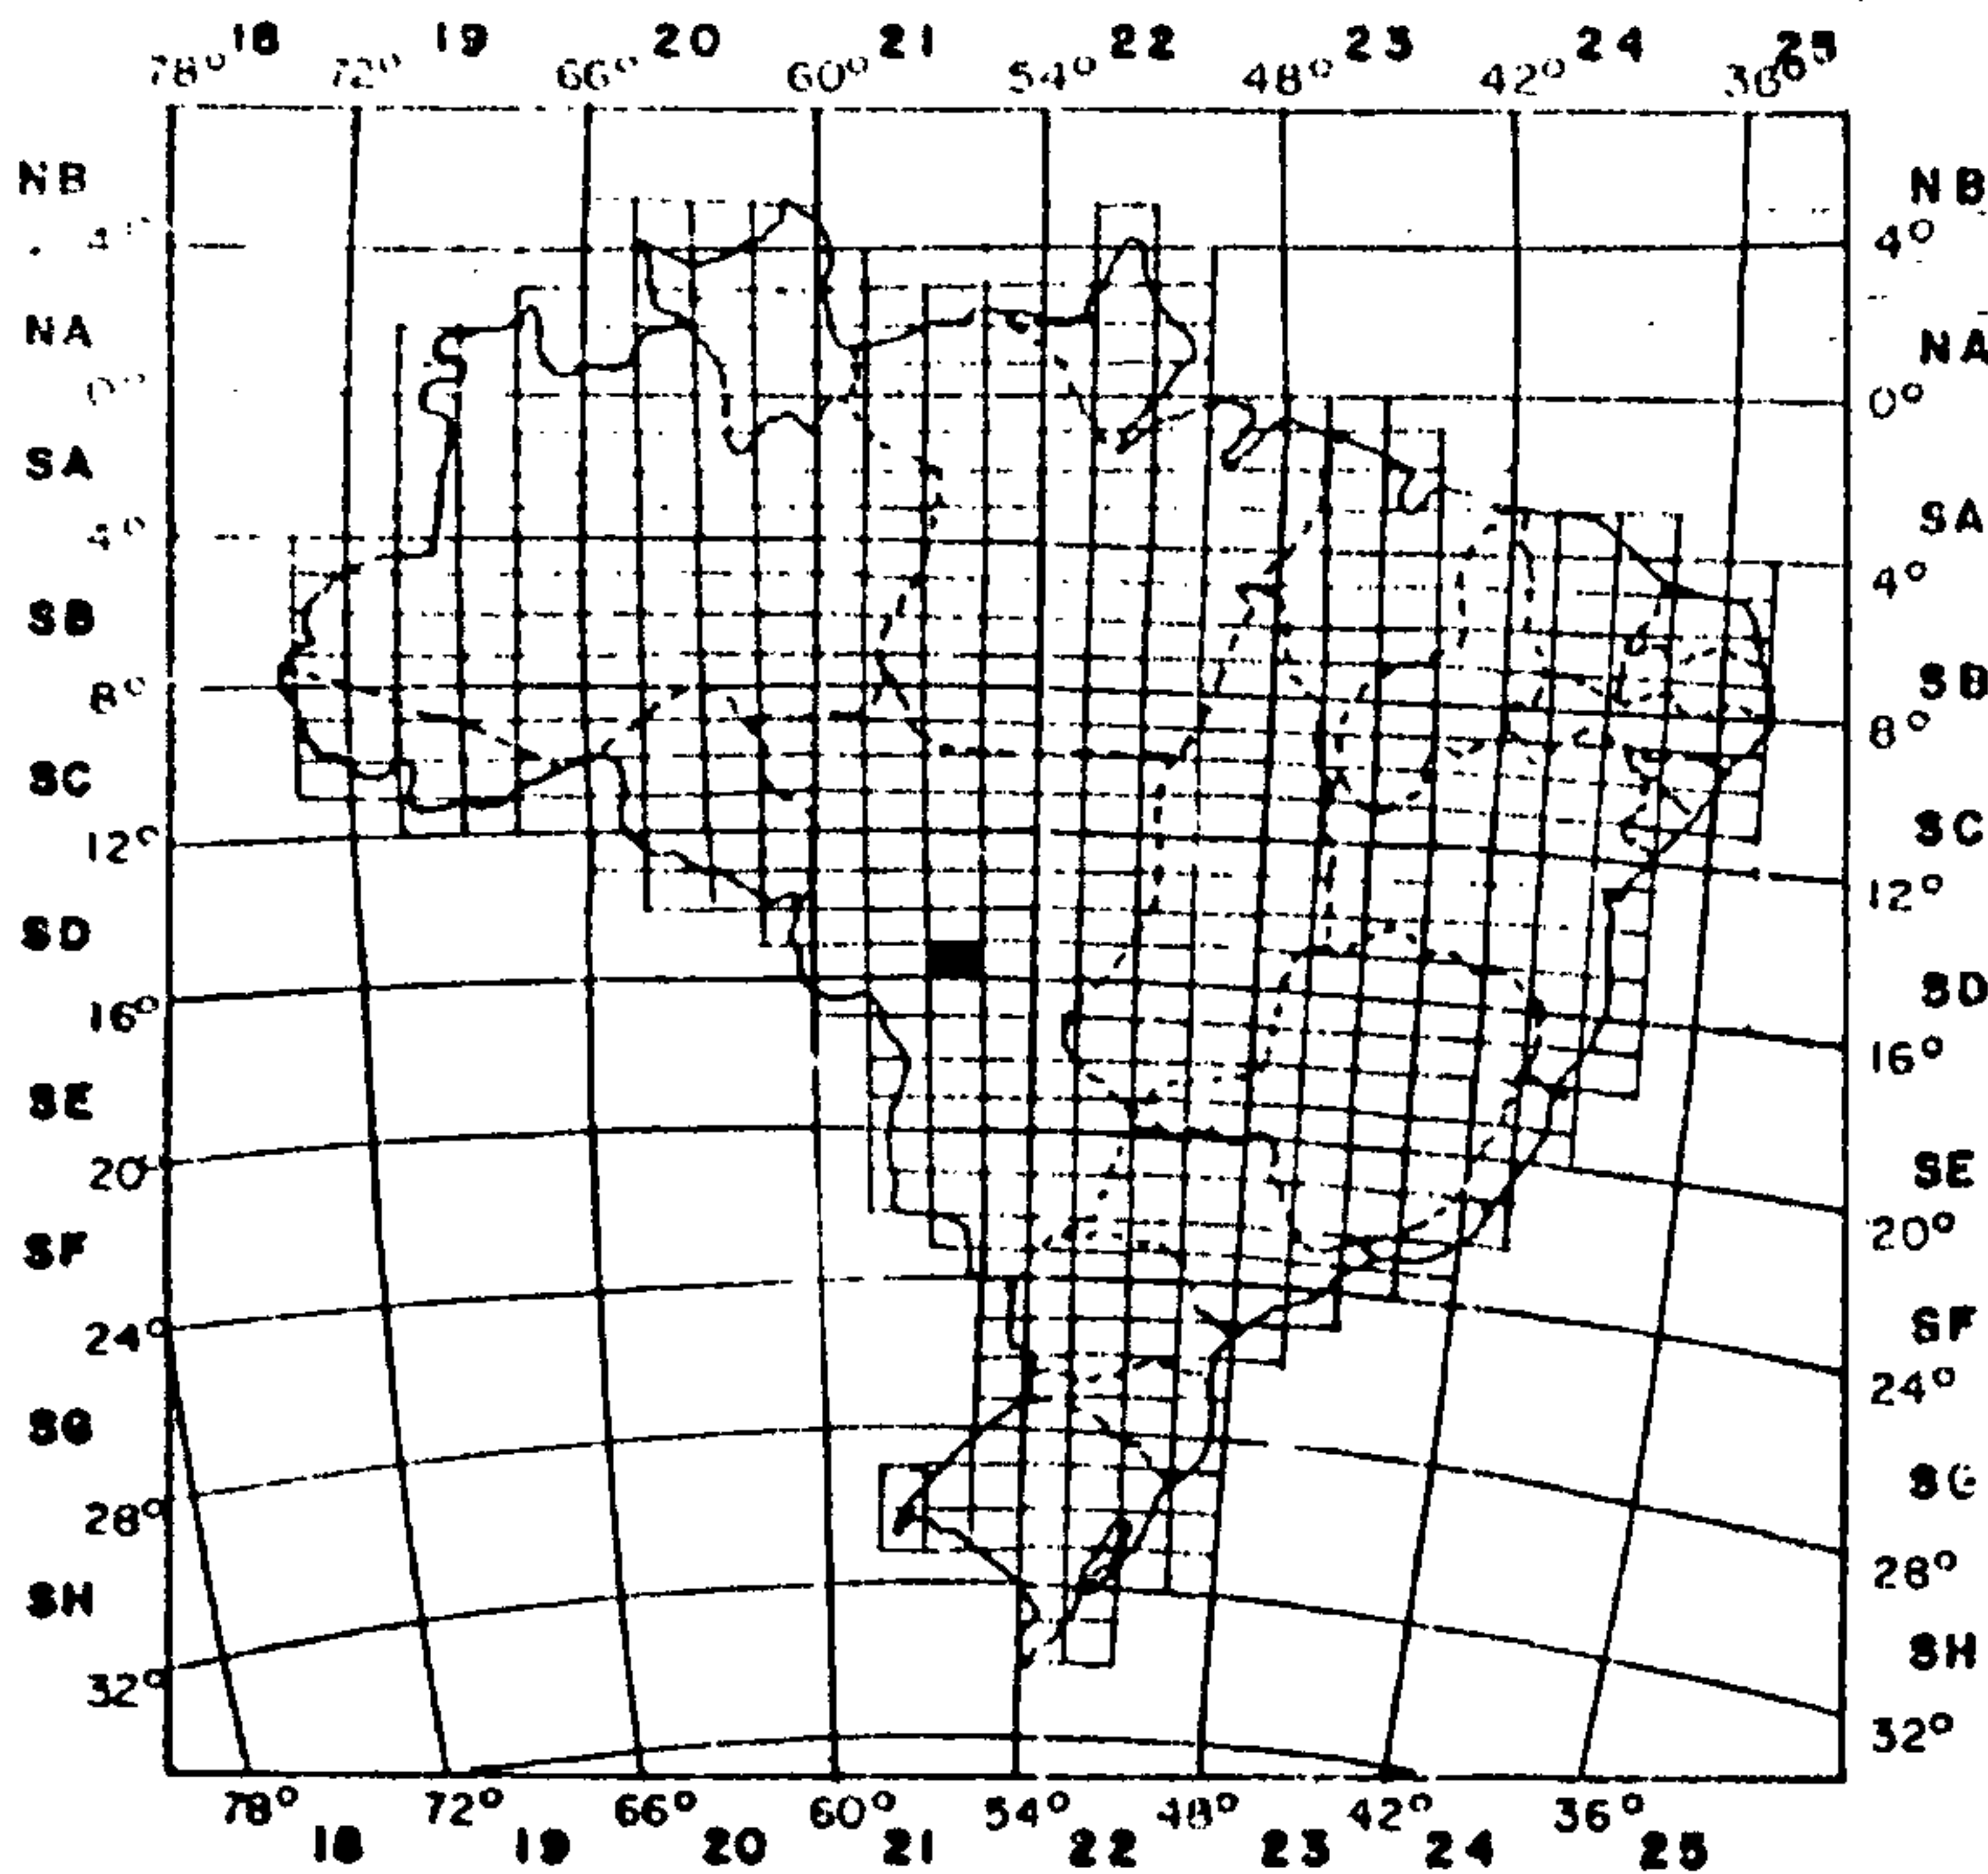 18 19 20 21 22 23 24 25
78° 72° 66° 60° 54° 48° 42° 36°
NB NB
4° 4°
NA NA
0° 0°
SA SA
4° 4°
SB SB
8° 8°
SC SC
12° 12°
SD SD
16° 16°
SE SE
20° 20°
SF SF
24° 24°
SG SG
28° 28°
SH SH
32° 32°
78° 72° 66° 60° 54° 48° 42° 36°
18 19 20 21 22 23 24 25